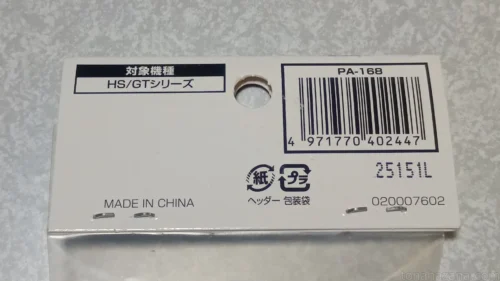 対象機種
HS/GTシリーズ
PA-16B
4 971770 402447
25151L
紙 プラ
ヘッダー 包装袋
MADE IN CHINA
020007602